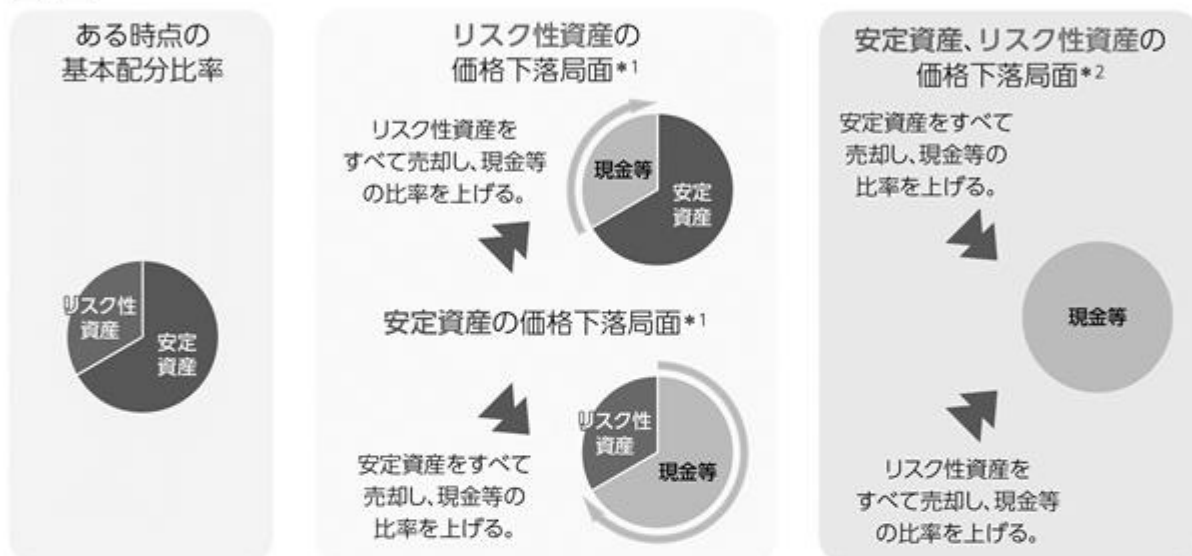 ある時点の
基本配分比率
リスク性
資産
安定
資産
リスク性資産の
価格下落局面*1
リスク性資産を
すべて売却し、現金等
の比率を上げる。
現金等
安定
資産
安定資産の価格下落局面*1
リスク性
資産
現金等
安定資産をすべて
売却し、現金等の
比率を上げる。
安定資産、リスク性資産の
価格下落局面*2
安定資産をすべて
売却し、現金等の
比率を上げる。
現金等
リスク性資産を
すべて売却し、現金等
の比率を上げる。